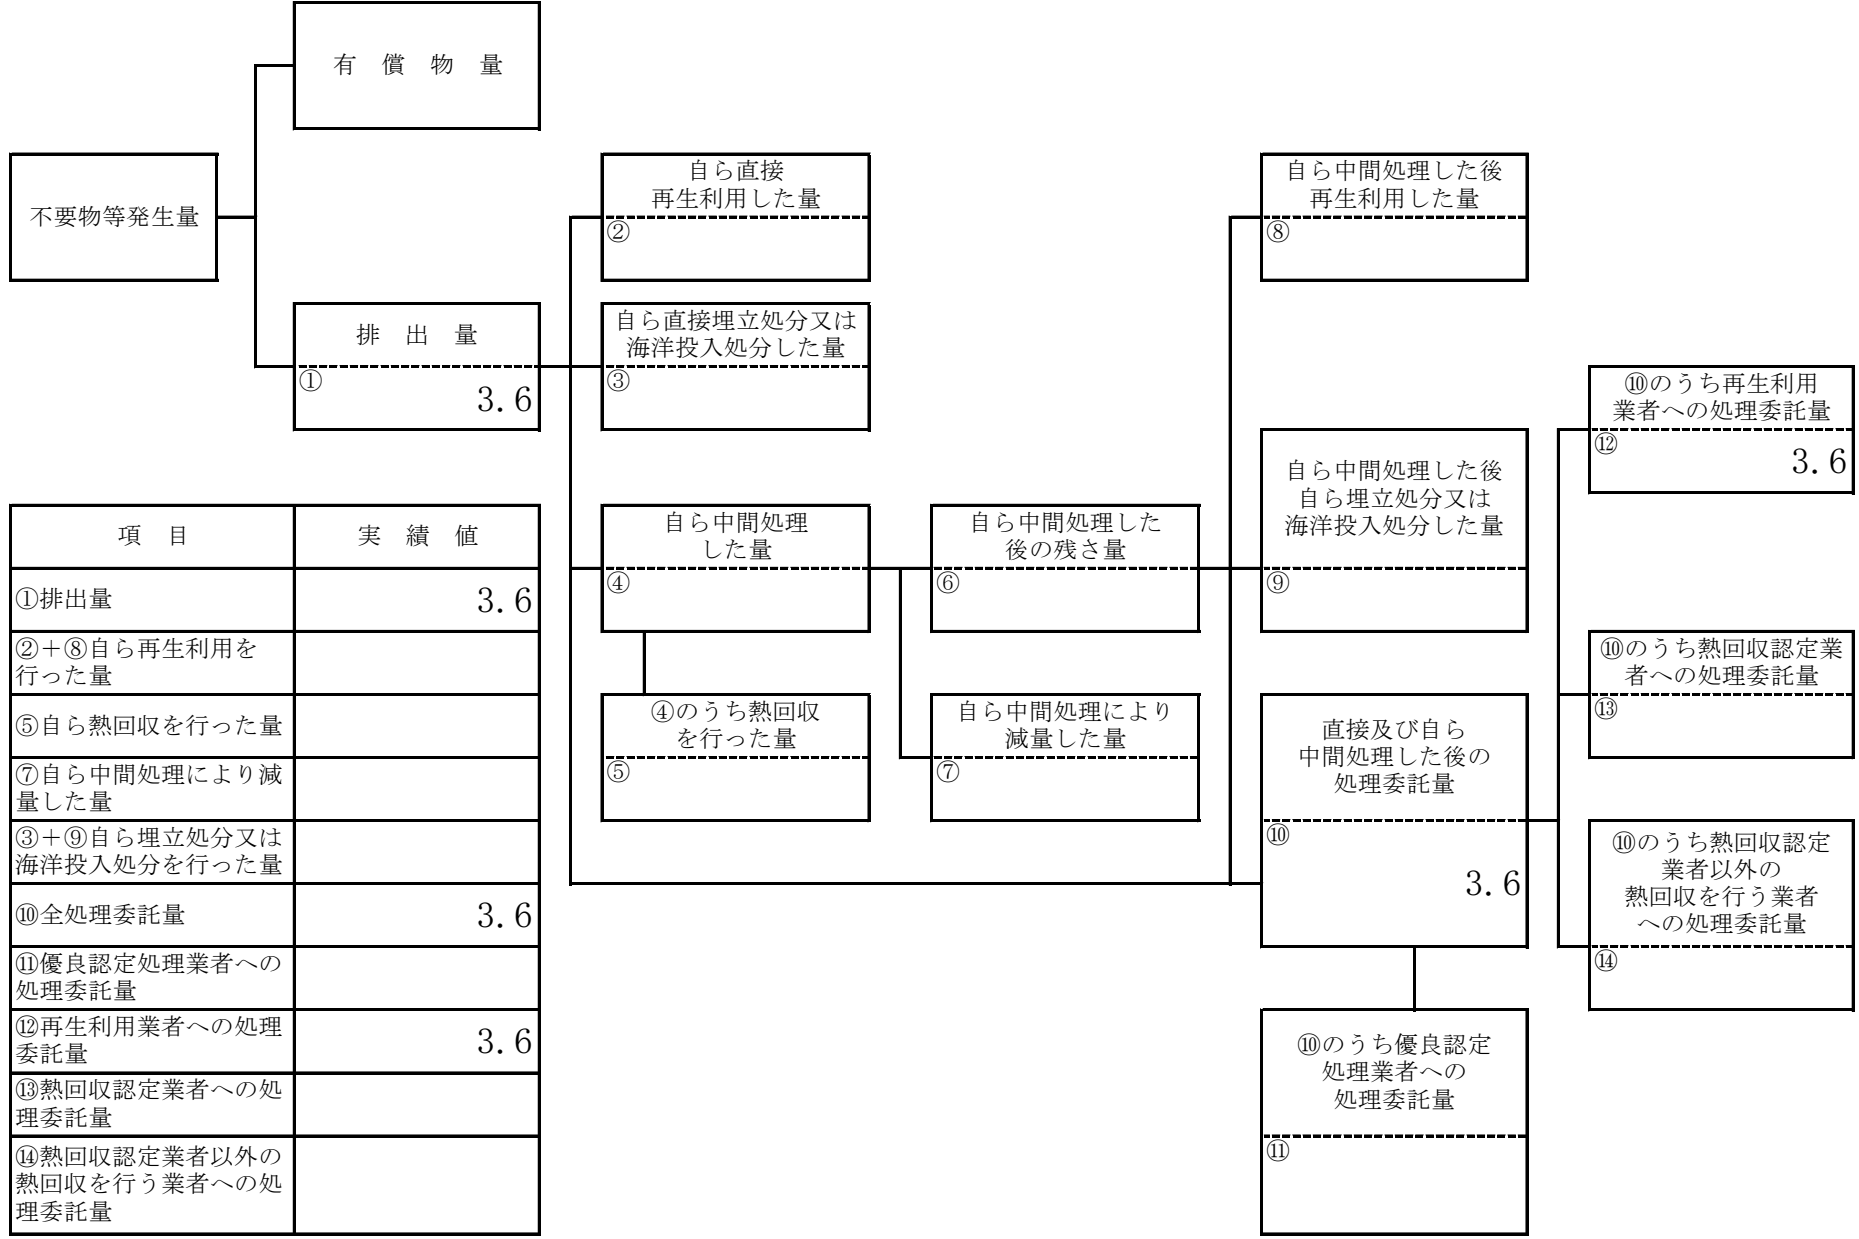 有　償　物　量
不要物等発生量
排　出　量
①
3.6
自ら直接
再生利用した量
②
自ら直接埋立処分又は
海洋投入処分した量
③
自ら中間処理
した量
④
④のうち熱回収
を行った量
⑤
自ら中間処理した
後の残さ量
⑥
自ら中間処理により
減量した量
⑦
自ら中間処理した後
再生利用した量
⑧
自ら中間処理した後
自ら埋立処分又は
海洋投入処分した量
⑨
直接及び自ら
中間処理した後の
処理委託量
⑩
3.6
⑩のうち優良認定
処理業者への
処理委託量
⑪
⑩のうち再生利用
業者への処理委託量
⑫
3.6
⑩のうち熱回収認定業
者への処理委託量
⑬
⑩のうち熱回収認定
業者以外の
熱回収を行う業者
への処理委託量
⑭
項　目
実　績　値
①排出量
3.6
②＋⑧自ら再生利用を
行った量
⑤自ら熱回収を行った量
⑦自ら中間処理により減
量した量
③＋⑨自ら埋立処分又は
海洋投入処分を行った量
⑩全処理委託量
3.6
⑪優良認定処理業者への
処理委託量
⑫再生利用業者への処理
委託量
3.6
⑬熱回収認定業者への処
理委託量
⑭熱回収認定業者以外の
熱回収を行う業者への処
理委託量